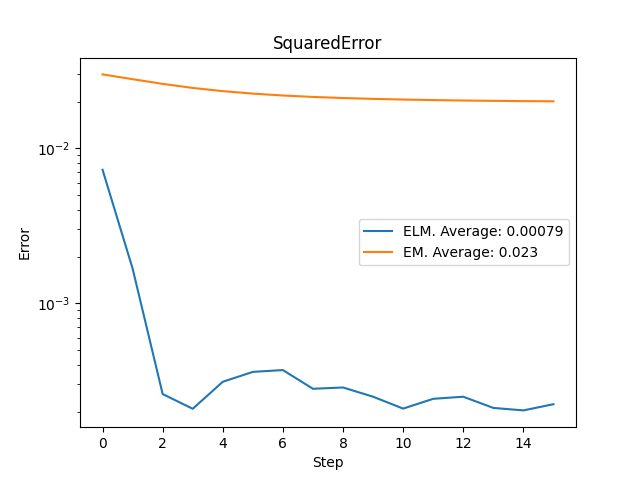 SquaredError
Error
10⁻²
10⁻³
ELM. Average: 0.00079
EM. Average: 0.023
0 2 4 6 8 10 12 14
Step